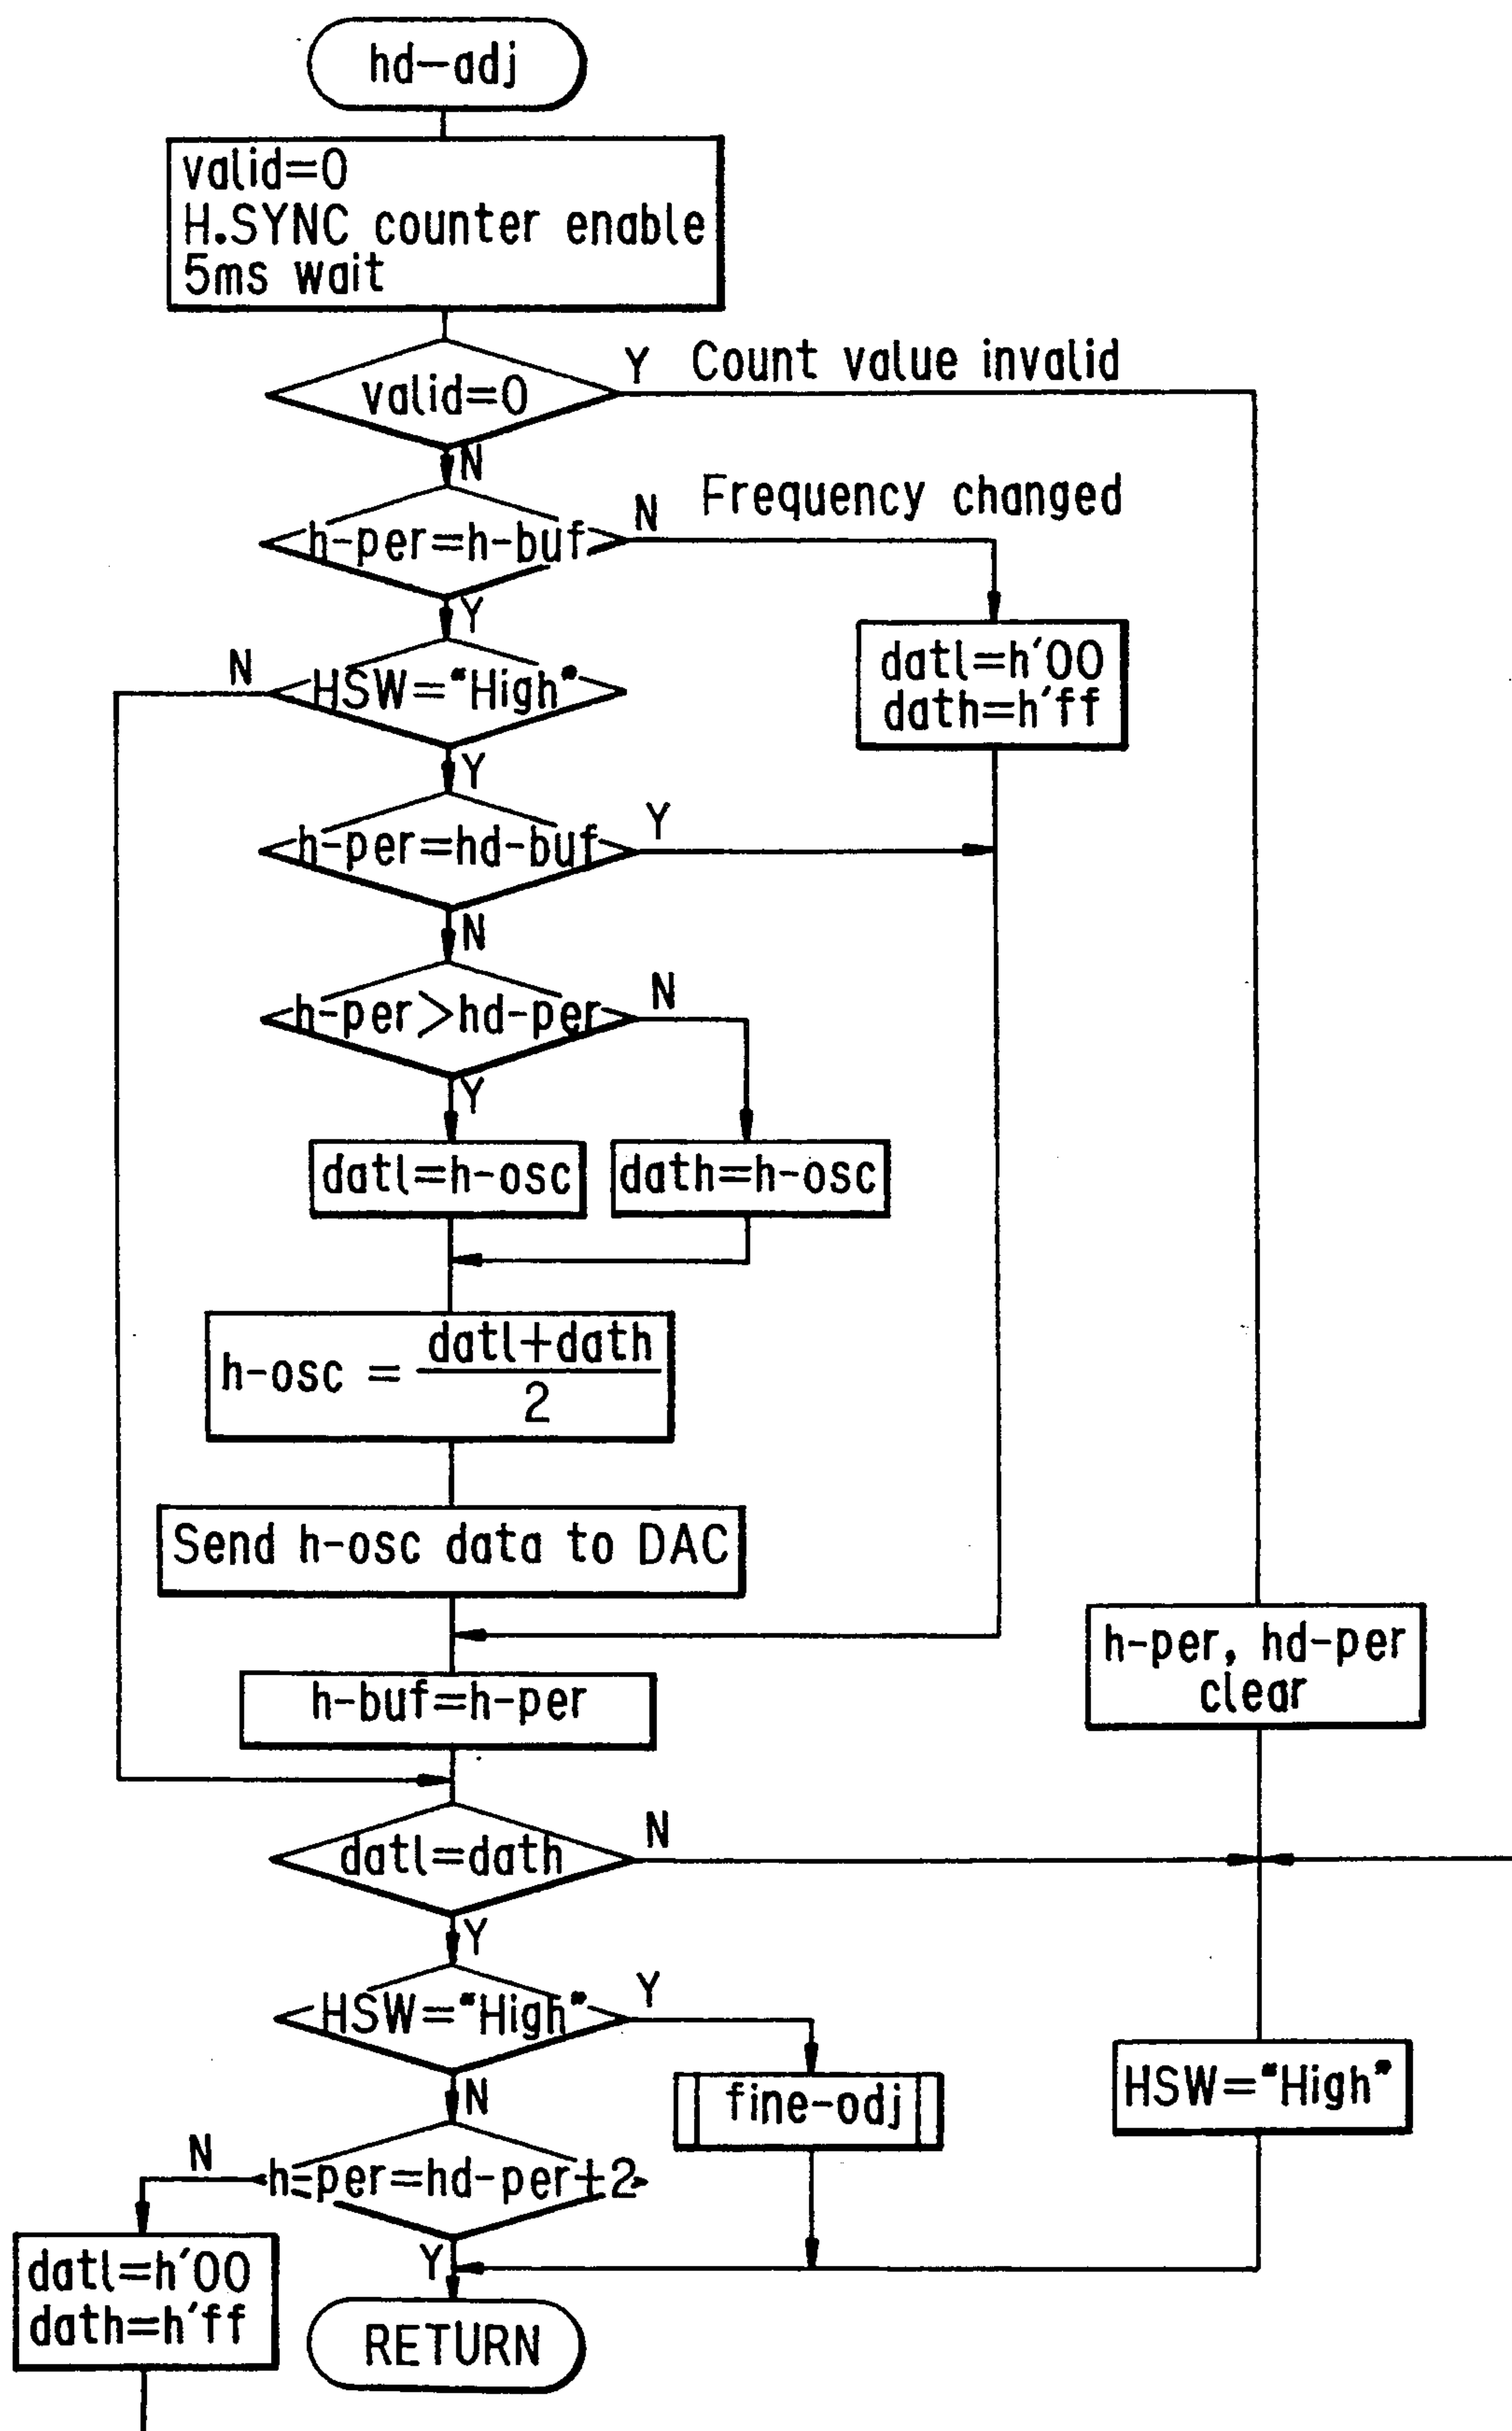 hd-adj
valid=0
H.SYNC counter enable
5ms wait
valid=0
Y Count value invalid
N
h-per=h-buf
N Frequency changed
Y
datl=h'00
dath=h'ff
N
HSW="High"
Y
h-per=hd-buf
Y
N
h-per>hd-per
N
Y
datl=h-osc
dath=h-osc
h-osc = datl+dath
2
Send h-osc data to DAC
h-per, hd-per
clear
h-buf=h-per
datl=dath
N
Y
HSW="High"
Y
N
fine-odj
HSW="High"
N
h-per=hd-per+2
Y
datl=h'00
dath=h'ff
RETURN